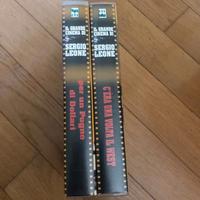 IL GRANDE
CINEMA DI
SERGIO
LEONE
per un Pugno
di Dollari
IL GRANDE
CINEMA DI
SERGIO
LEONE
C'ERA UNA VOLTA IL WEST